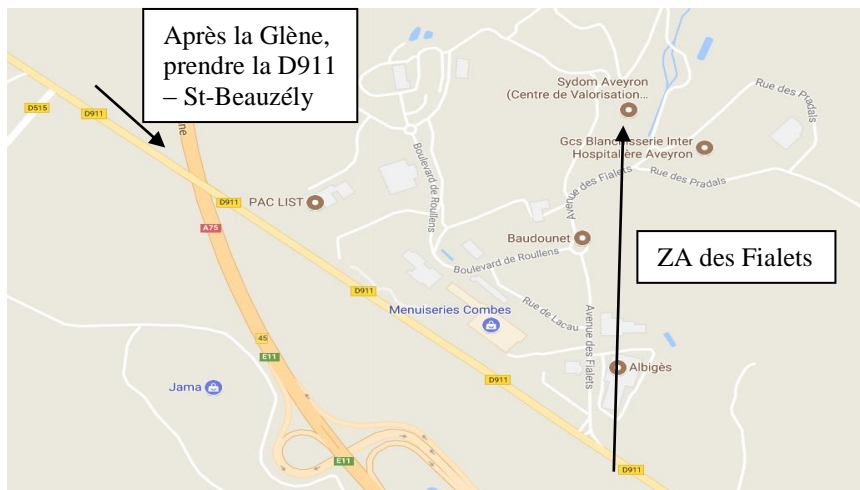 Après la Glène,
prendre la D911
– St-Beauzély
Sydom Aveyron
(Centre de Valorisation...
Rue des Pradals
D515
D911
Gcs Blanchisserie Inter
Hospitalière Aveyron
Rue des Pradals
Boulevard de Roullens
Avenue des Fialets
PAC LIST
D911
A75
Baudounet
ZA des Fialets
Boulevard de Roullens
D911
Rue de Lacau
Menuiseries Combes
Avenue des Fialets
45
E11
Albigès
Jama
D911
E11
D911